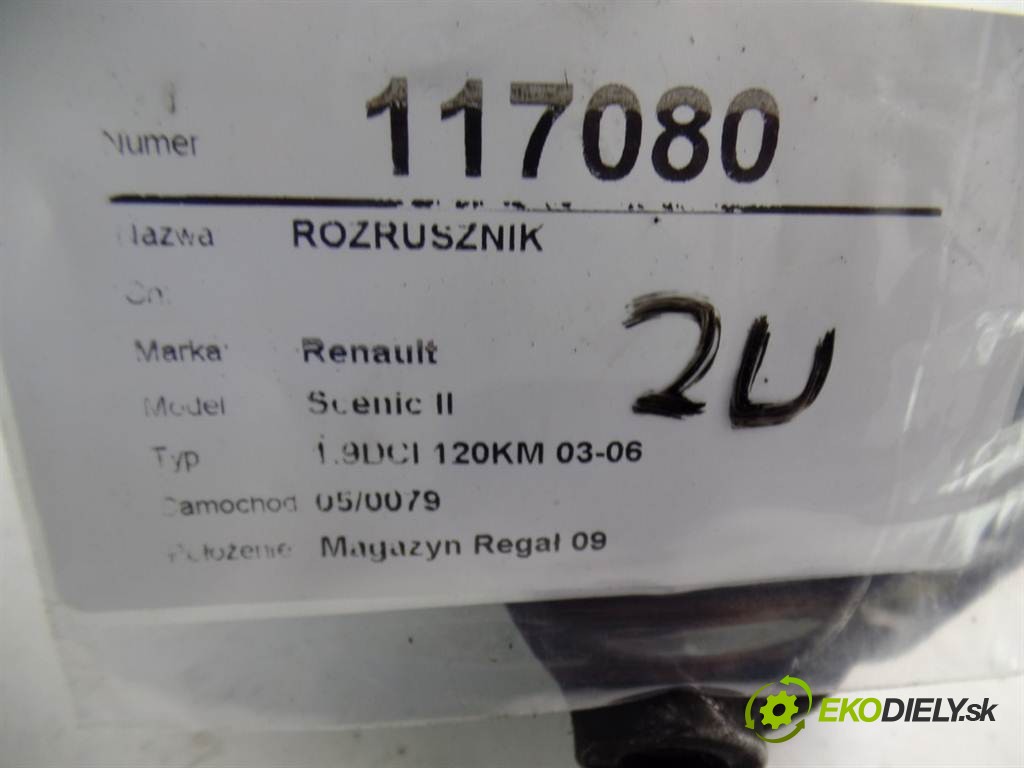 Numer 117080
Nazwa ROZRUSZNIK
Marka Renault
Model Scenic II
Typ 1.9DCI 120KM 03-06
Samochod 05/0079
Położenie Magazyn Regał 09
2U
EKODIELY.sk